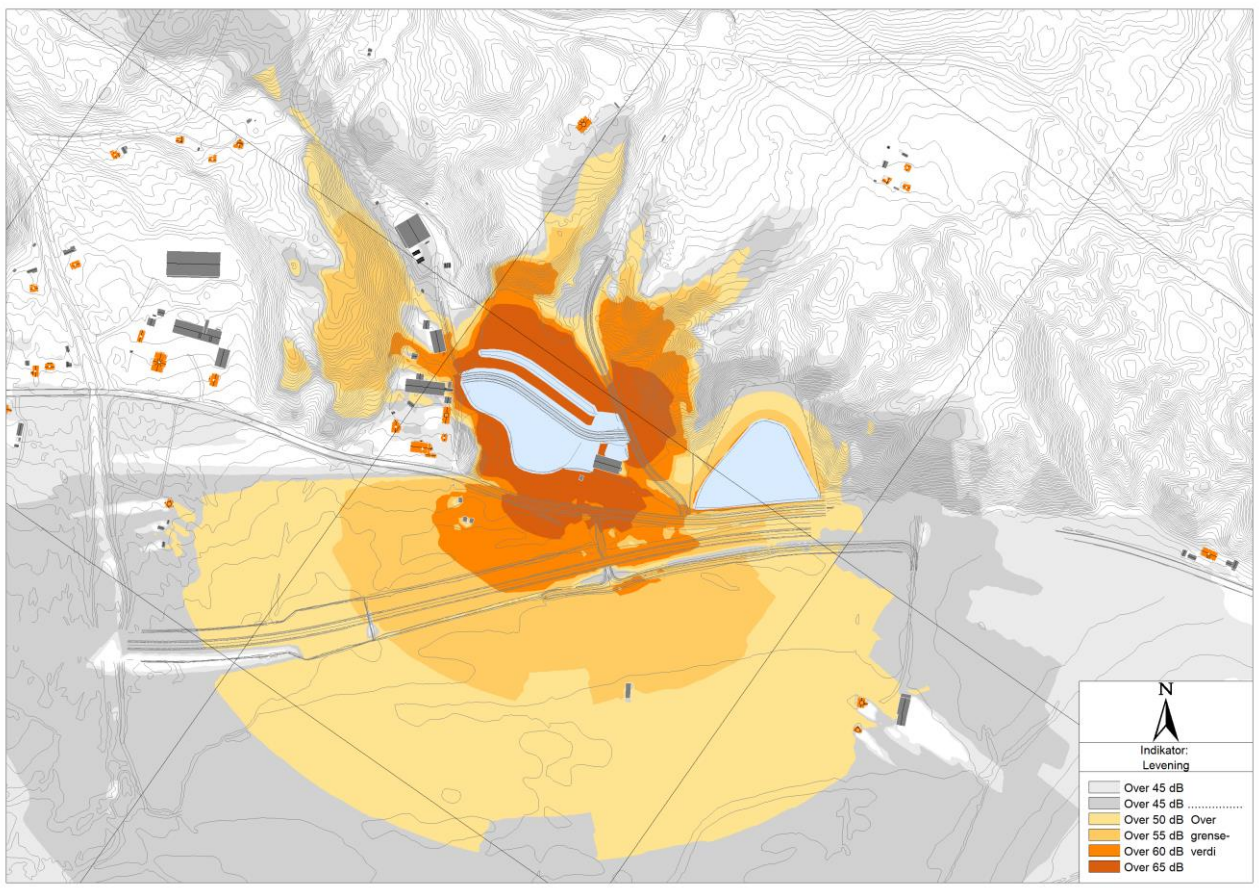 N
Indikator:
Levening
Over 45 dB
Over 45 dB ....................
Over 50 dB Over
Over 55 dB grense-
Over 60 dB verdi
Over 65 dB